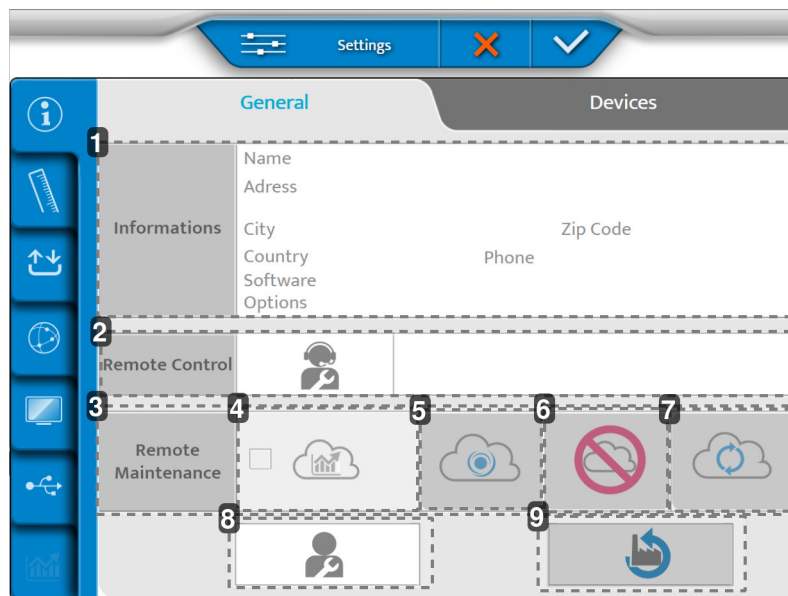 Settings
General Devices
1
Name
Adress
Informations City Zip Code
Country Phone
Software
Options
2
Remote Control
3 4 5 6 7
Remote
Maintenance
8 9